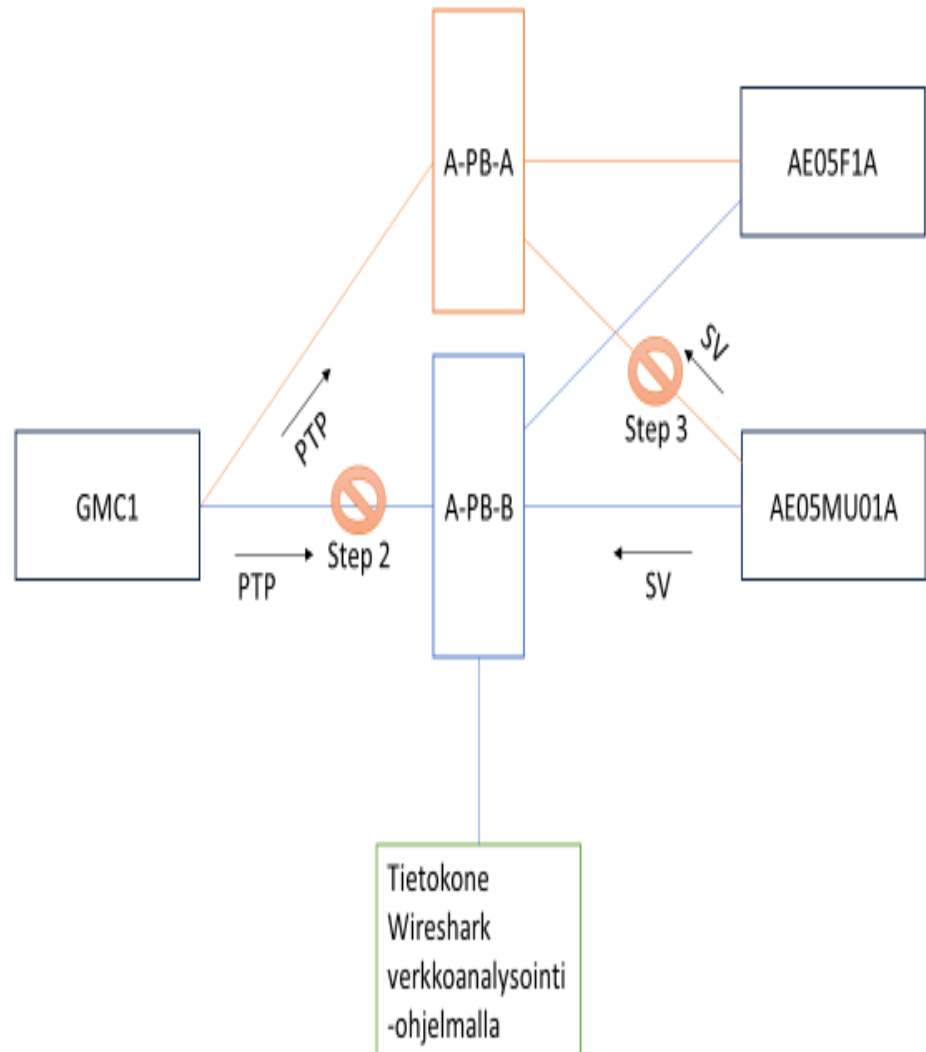 A-PB-A
AE05F1A
PTP
SV
Step 3
GMC1
Step 2
A-PB-B
AE05MU01A
PTP
SV
Tietokone
Wireshark
verkkoanalysointi
-ohjelmalla